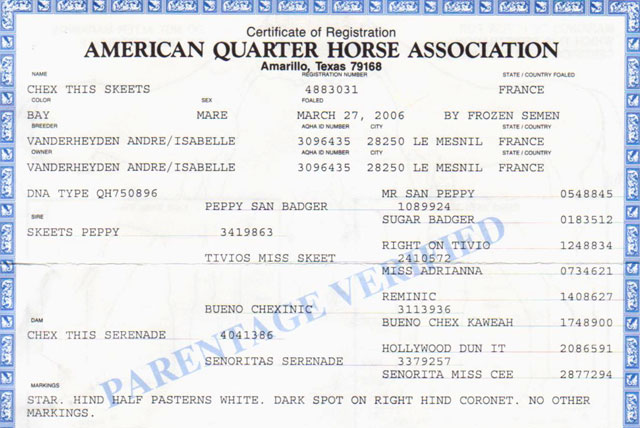 Certificate of Registration
AMERICAN QUARTER HORSE ASSOCIATION
Amarillo, Texas 79168
NAME REGISTRATION NUMBER STATE / COUNTRY FOALED
CHEX THIS SKEETS 4883031 FRANCE
COLOR SEX FOALED
BAY MARE MARCH 27, 2006 BY FROZEN SEMEN
BREEDER AQHA ID NUMBER CITY STATE / COUNTRY
VANDERHEYDEN ANDRE/ISABELLE 3096435 28250 LE MESNIL FRANCE
OWNER AQHA ID NUMBER CITY STATE / COUNTRY
VANDERHEYDEN ANDRE/ISABELLE 3096435 28250 LE MESNIL FRANCE
DNA TYPE QH750896 MR SAN PEPPY 0548845
PEPPY SAN BADGER 1089924
SIRE SUGAR BADGER 0183512
SKEETS PEPPY 3419863
RIGHT ON TIVIO 1248834
TIVIOS MISS SKEET 2410572
MISS ADRIANNA 0734621
REMINIC 1408627
BUENO CHEXINIC 3113936
DAM BUENO CHEX KAWEAH 1748900
CHEX THIS SERENADE 4041386
HOLLYWOOD DUN IT 2086591
SENORITAS SERENADE 3379257
SENORITA MISS CEE 2877294
PARENTAGE VERIFIED
MARKINGS
STAR. HIND HALF PASTERNS WHITE. DARK SPOT ON RIGHT HIND CORONET. NO OTHER
MARKINGS.